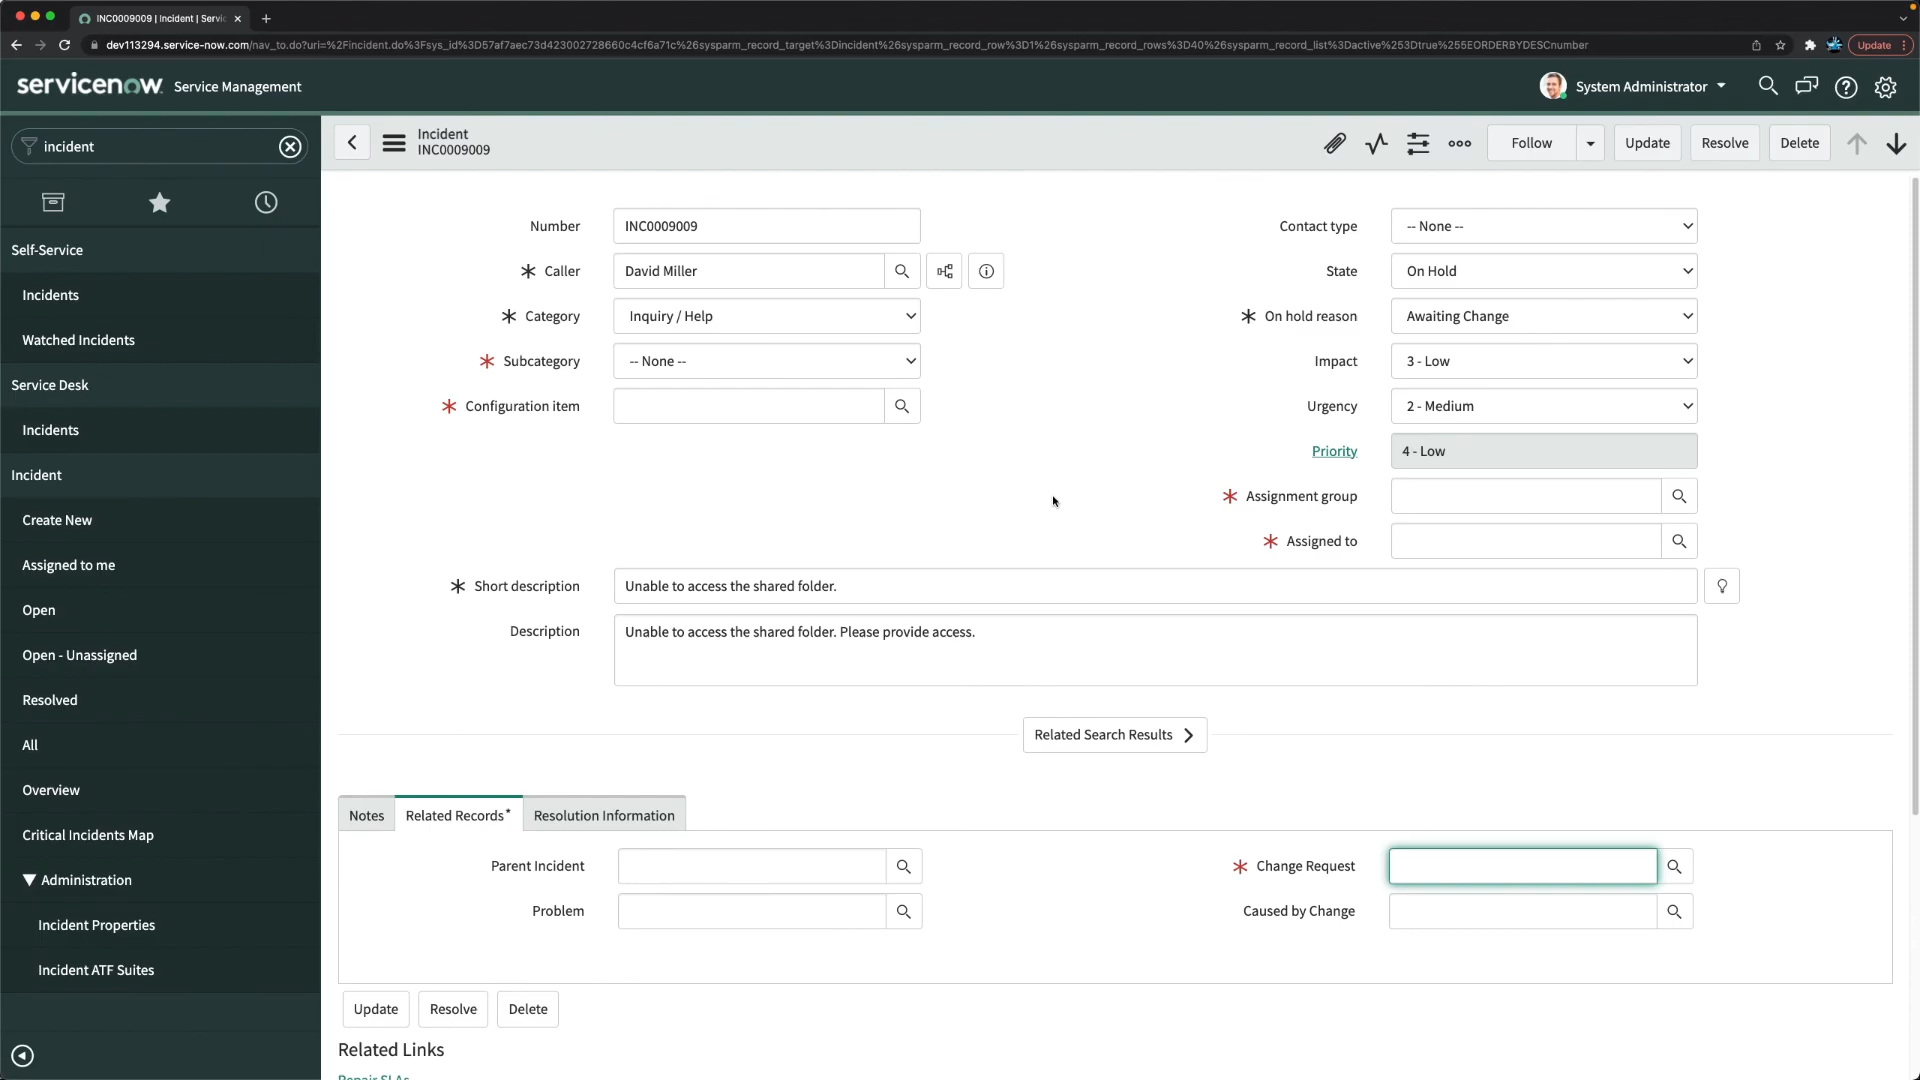 INC0009009 | Incident | Servic
dev113294.service-now.com/nav_to.do?uri=%2Fincident.do%3Fsys_id%3D57af7aec73d423002728660c4cf6a71c%26sysparm_record_target%3Dincident%26sysparm_record_row%3D1%26sysparm_record_rows%3D40%26sysparm_record_list%3Dactive%253Dtrue%255EORDERBYDESCnumber
Update
servicenow Service Management
System Administrator
incident
Incident
INC0009009
Follow
Update
Resolve
Delete
Self-Service
Incidents
Watched Incidents
Service Desk
Incidents
Incident
Create New
Assigned to me
Open
Open - Unassigned
Resolved
All
Overview
Critical Incidents Map
Administration
Incident Properties
Incident ATF Suites
Number INC0009009
Caller David Miller
Category Inquiry / Help
Subcategory -- None --
Configuration item
Contact type -- None --
State On Hold
On hold reason Awaiting Change
Impact 3 - Low
Urgency 2 - Medium
Priority 4 - Low
Assignment group
Assigned to
Short description Unable to access the shared folder.
Description Unable to access the shared folder. Please provide access.
Related Search Results
Notes
Related Records*
Resolution Information
Parent Incident
Problem
Change Request
Caused by Change
Update
Resolve
Delete
Related Links
Repair SLAs